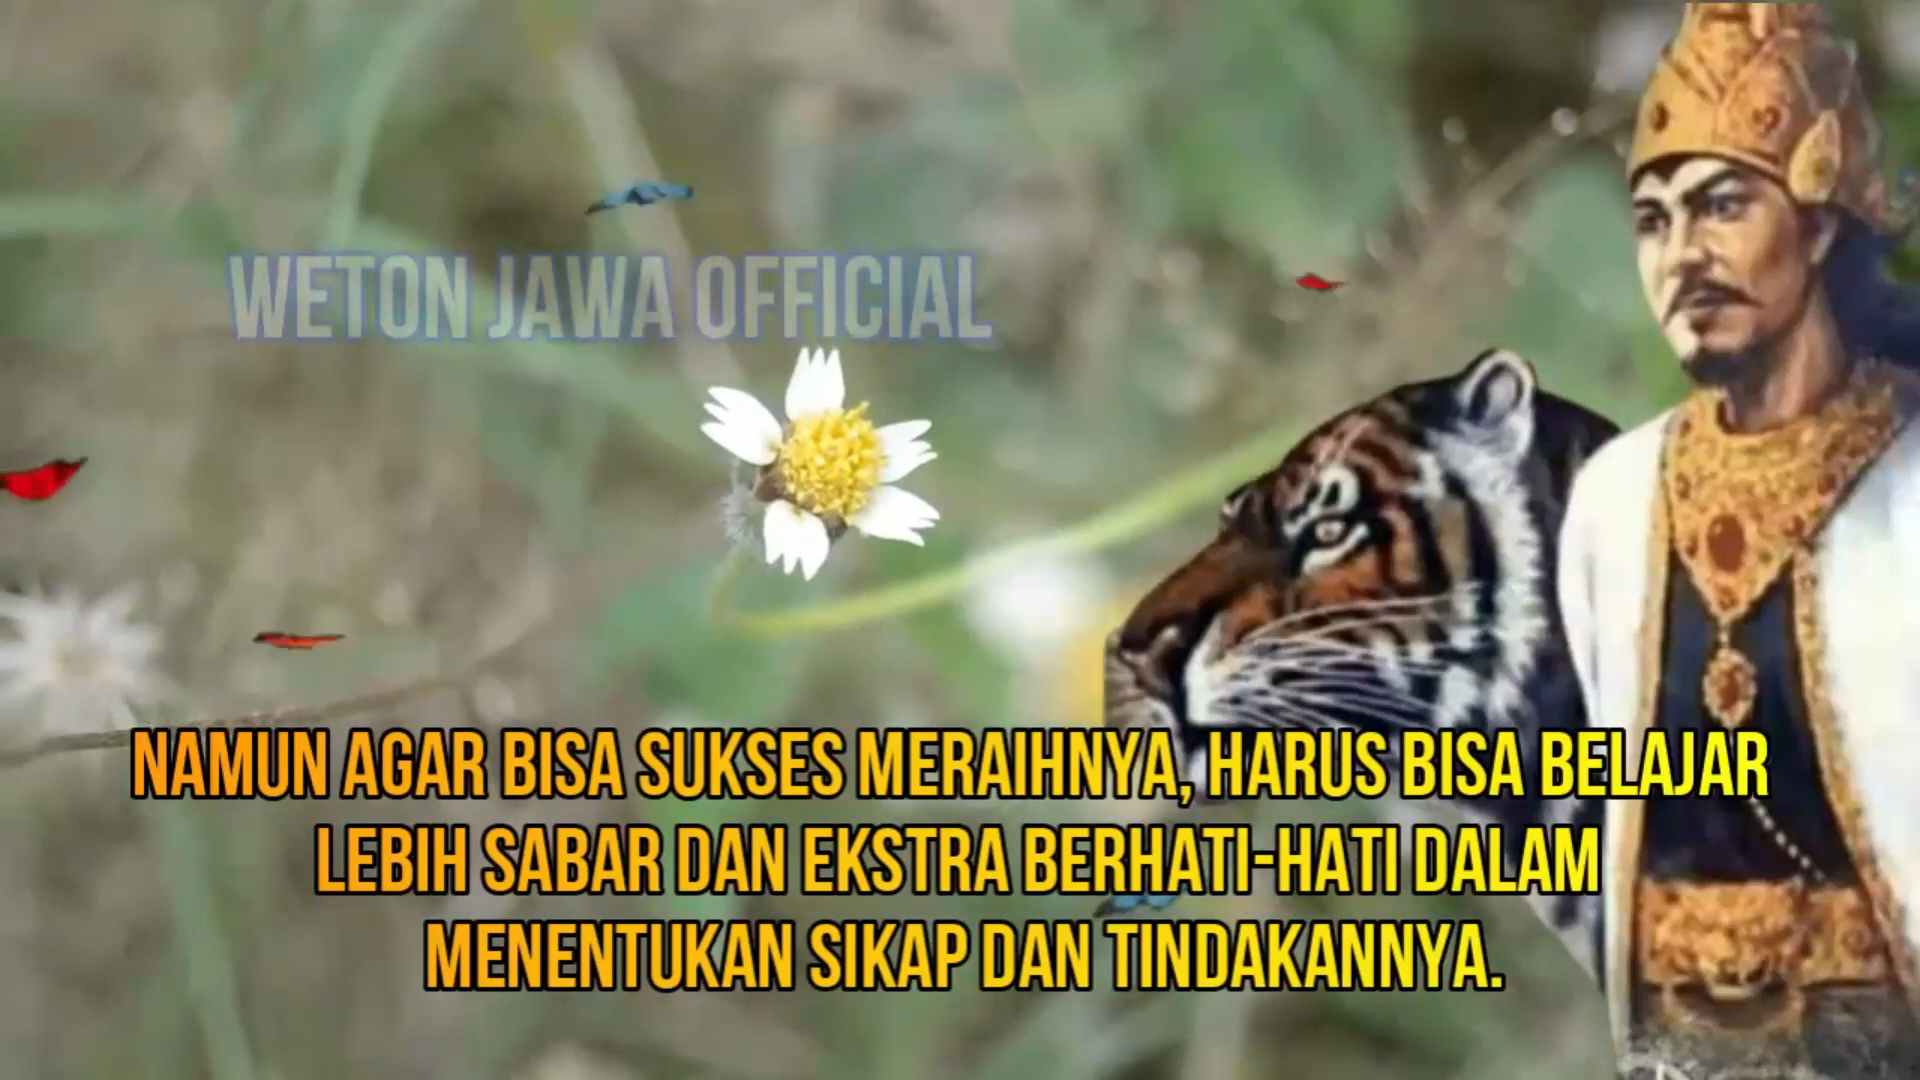 WETON JAWA OFFICIAL
NAMUN AGAR BISA SUKSES MERAIHNYA, HARUS BISA BELAJAR
LEBIH SABAR DAN EKSTRA BERHATI-HATI DALAM
MENENTUKAN SIKAP DAN TINDAKANNYA.